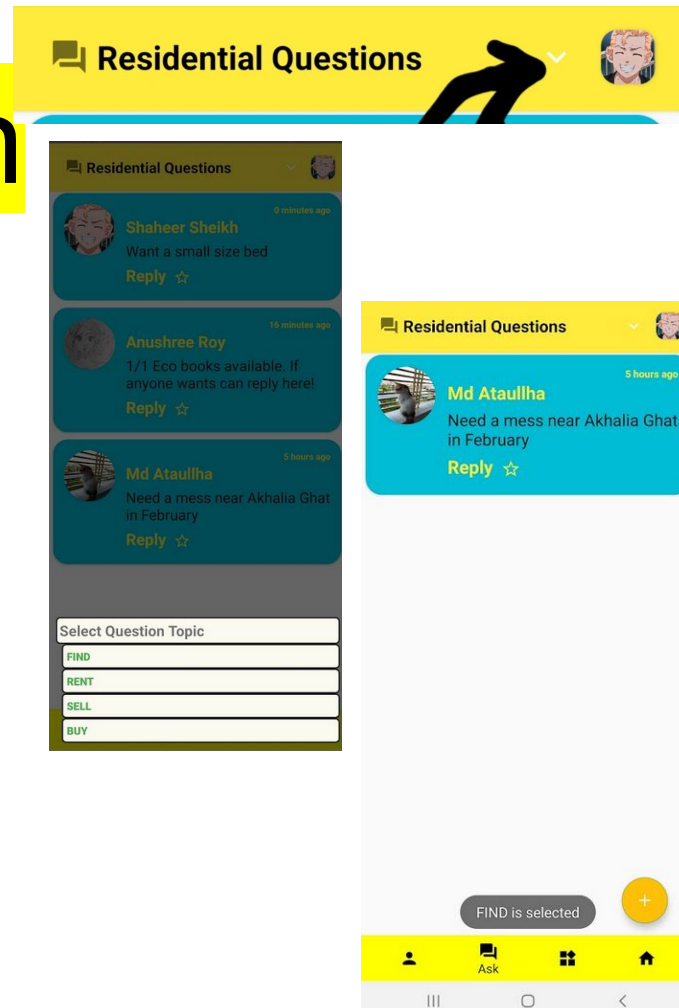 Residential Questions
n
Residential Questions
0 minutes ago
Shaheer Sheikh
Want a small size bed
Reply
16 minutes ago
Anushree Roy
1/1 Eco books available. If
anyone wants can reply here!
Reply
5 hours ago
Md Ataullha
Need a mess near Akhalia Ghat
in February
Reply
Select Question Topic
FIND
RENT
SELL
BUY
Residential Questions
5 hours ago
Md Ataullha
Need a mess near Akhalia Ghat
in February
Reply
FIND is selected
Ask